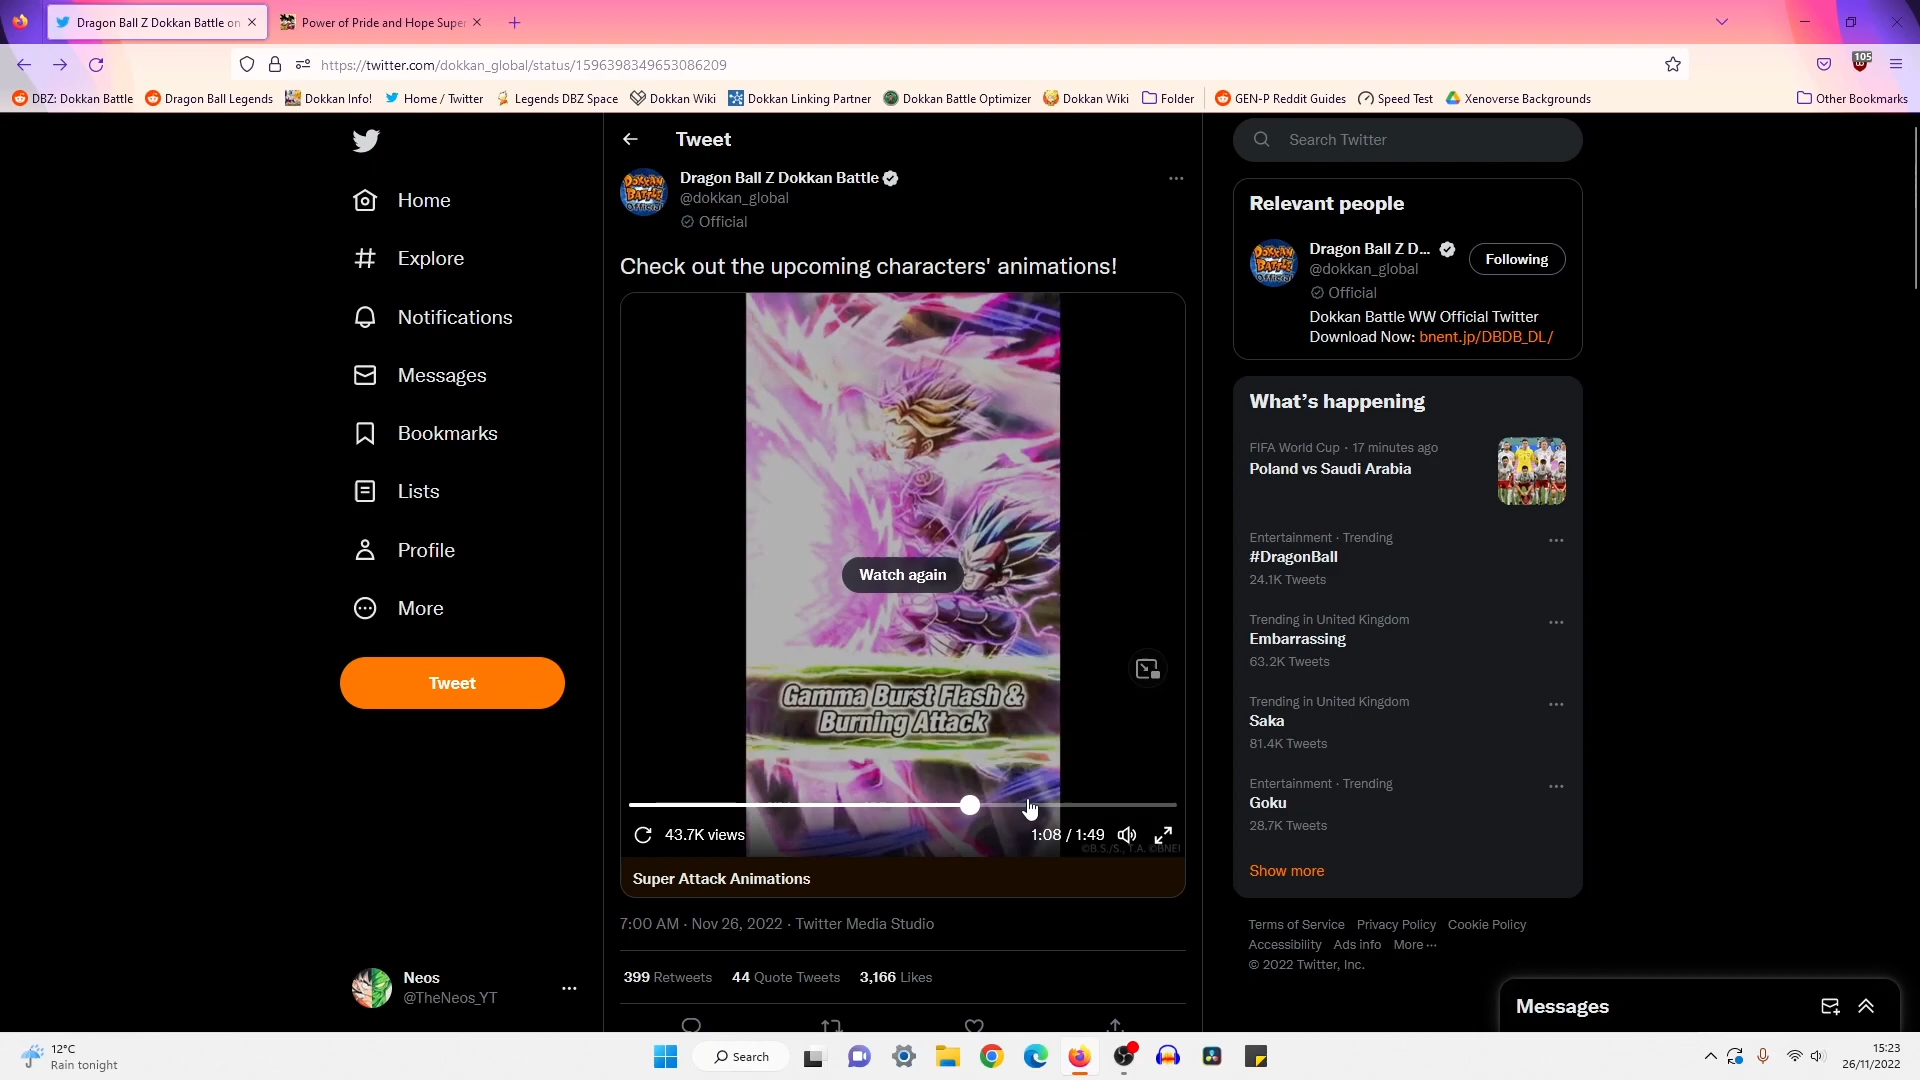 Dragon Ball Z Dokkan Battle on
Power of Pride and Hope Super
https://twitter.com/dokkan_global/status/1596398349653086209
105
DBZ: Dokkan Battle
Dragon Ball Legends
Dokkan Info!
Home / Twitter
Legends DBZ Space
Dokkan Wiki
Dokkan Linking Partner
Dokkan Battle Optimizer
Dokkan Wiki
Folder
GEN-P Reddit Guides
Speed Test
Xenoverse Backgrounds
Other Bookmarks
Home
Explore
Notifications
Messages
Bookmarks
Lists
Profile
More
Tweet
Neos
@TheNeos_YT
Tweet
Dragon Ball Z Dokkan Battle
@dokkan_global
Official
Check out the upcoming characters' animations!
Watch again
Gamma Burst Flash &
Burning Attack
43.7K views
1:08 / 1:49
©B.S./S., T.A. ©BNEI
Super Attack Animations
7:00 AM · Nov 26, 2022 · Twitter Media Studio
399 Retweets 44 Quote Tweets 3,166 Likes
Search Twitter
Relevant people
Dragon Ball Z D...
@dokkan_global
Official
Following
Dokkan Battle WW Official Twitter
Download Now: bnent.jp/DBDB_DL/
What's happening
FIFA World Cup · 17 minutes ago
Poland vs Saudi Arabia
Entertainment · Trending
#DragonBall
24.1K Tweets
Trending in United Kingdom
Embarrassing
63.2K Tweets
Trending in United Kingdom
Saka
81.4K Tweets
Entertainment · Trending
Goku
28.7K Tweets
Show more
Terms of Service Privacy Policy Cookie Policy
Accessibility Ads info More ···
© 2022 Twitter, Inc.
Messages
12°C
Rain tonight
Search
15:23
26/11/2022